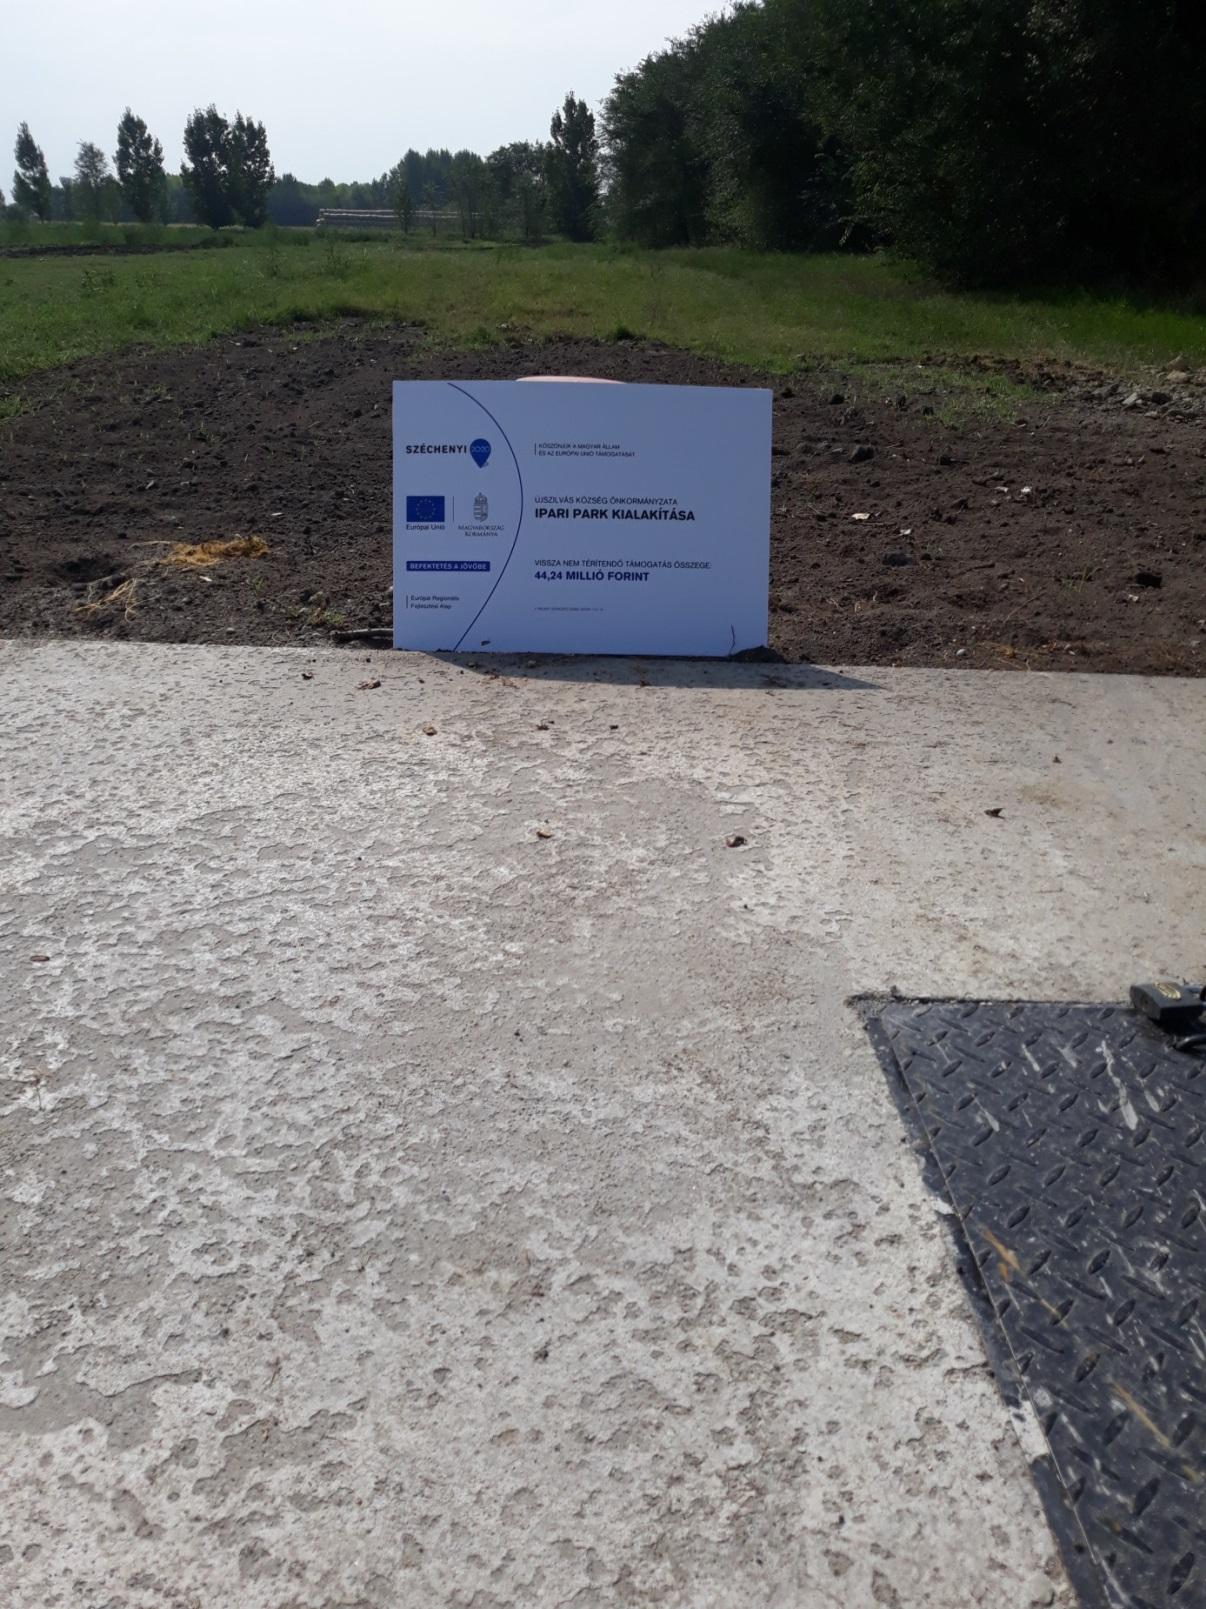 SZÉCHENYI 2020
KÖSZÖNJÜK A MAGYAR ÁLLAM
ÉS AZ EURÓPAI UNIÓ TÁMOGATÁSÁT.
Európai Unió
MAGYARORSZÁG
KORMÁNYA
BEFEKTETÉS A JÖVŐBE
Európai Regionális
Fejlesztési Alap
ÚJSZILVÁS KÖZSÉG ÖNKORMÁNYZATA
IPARI PARK KIALAKÍTÁSA
VISSZA NEM TÉRÍTENDŐ TÁMOGATÁS ÖSSZEGE:
44,24 MILLIÓ FORINT